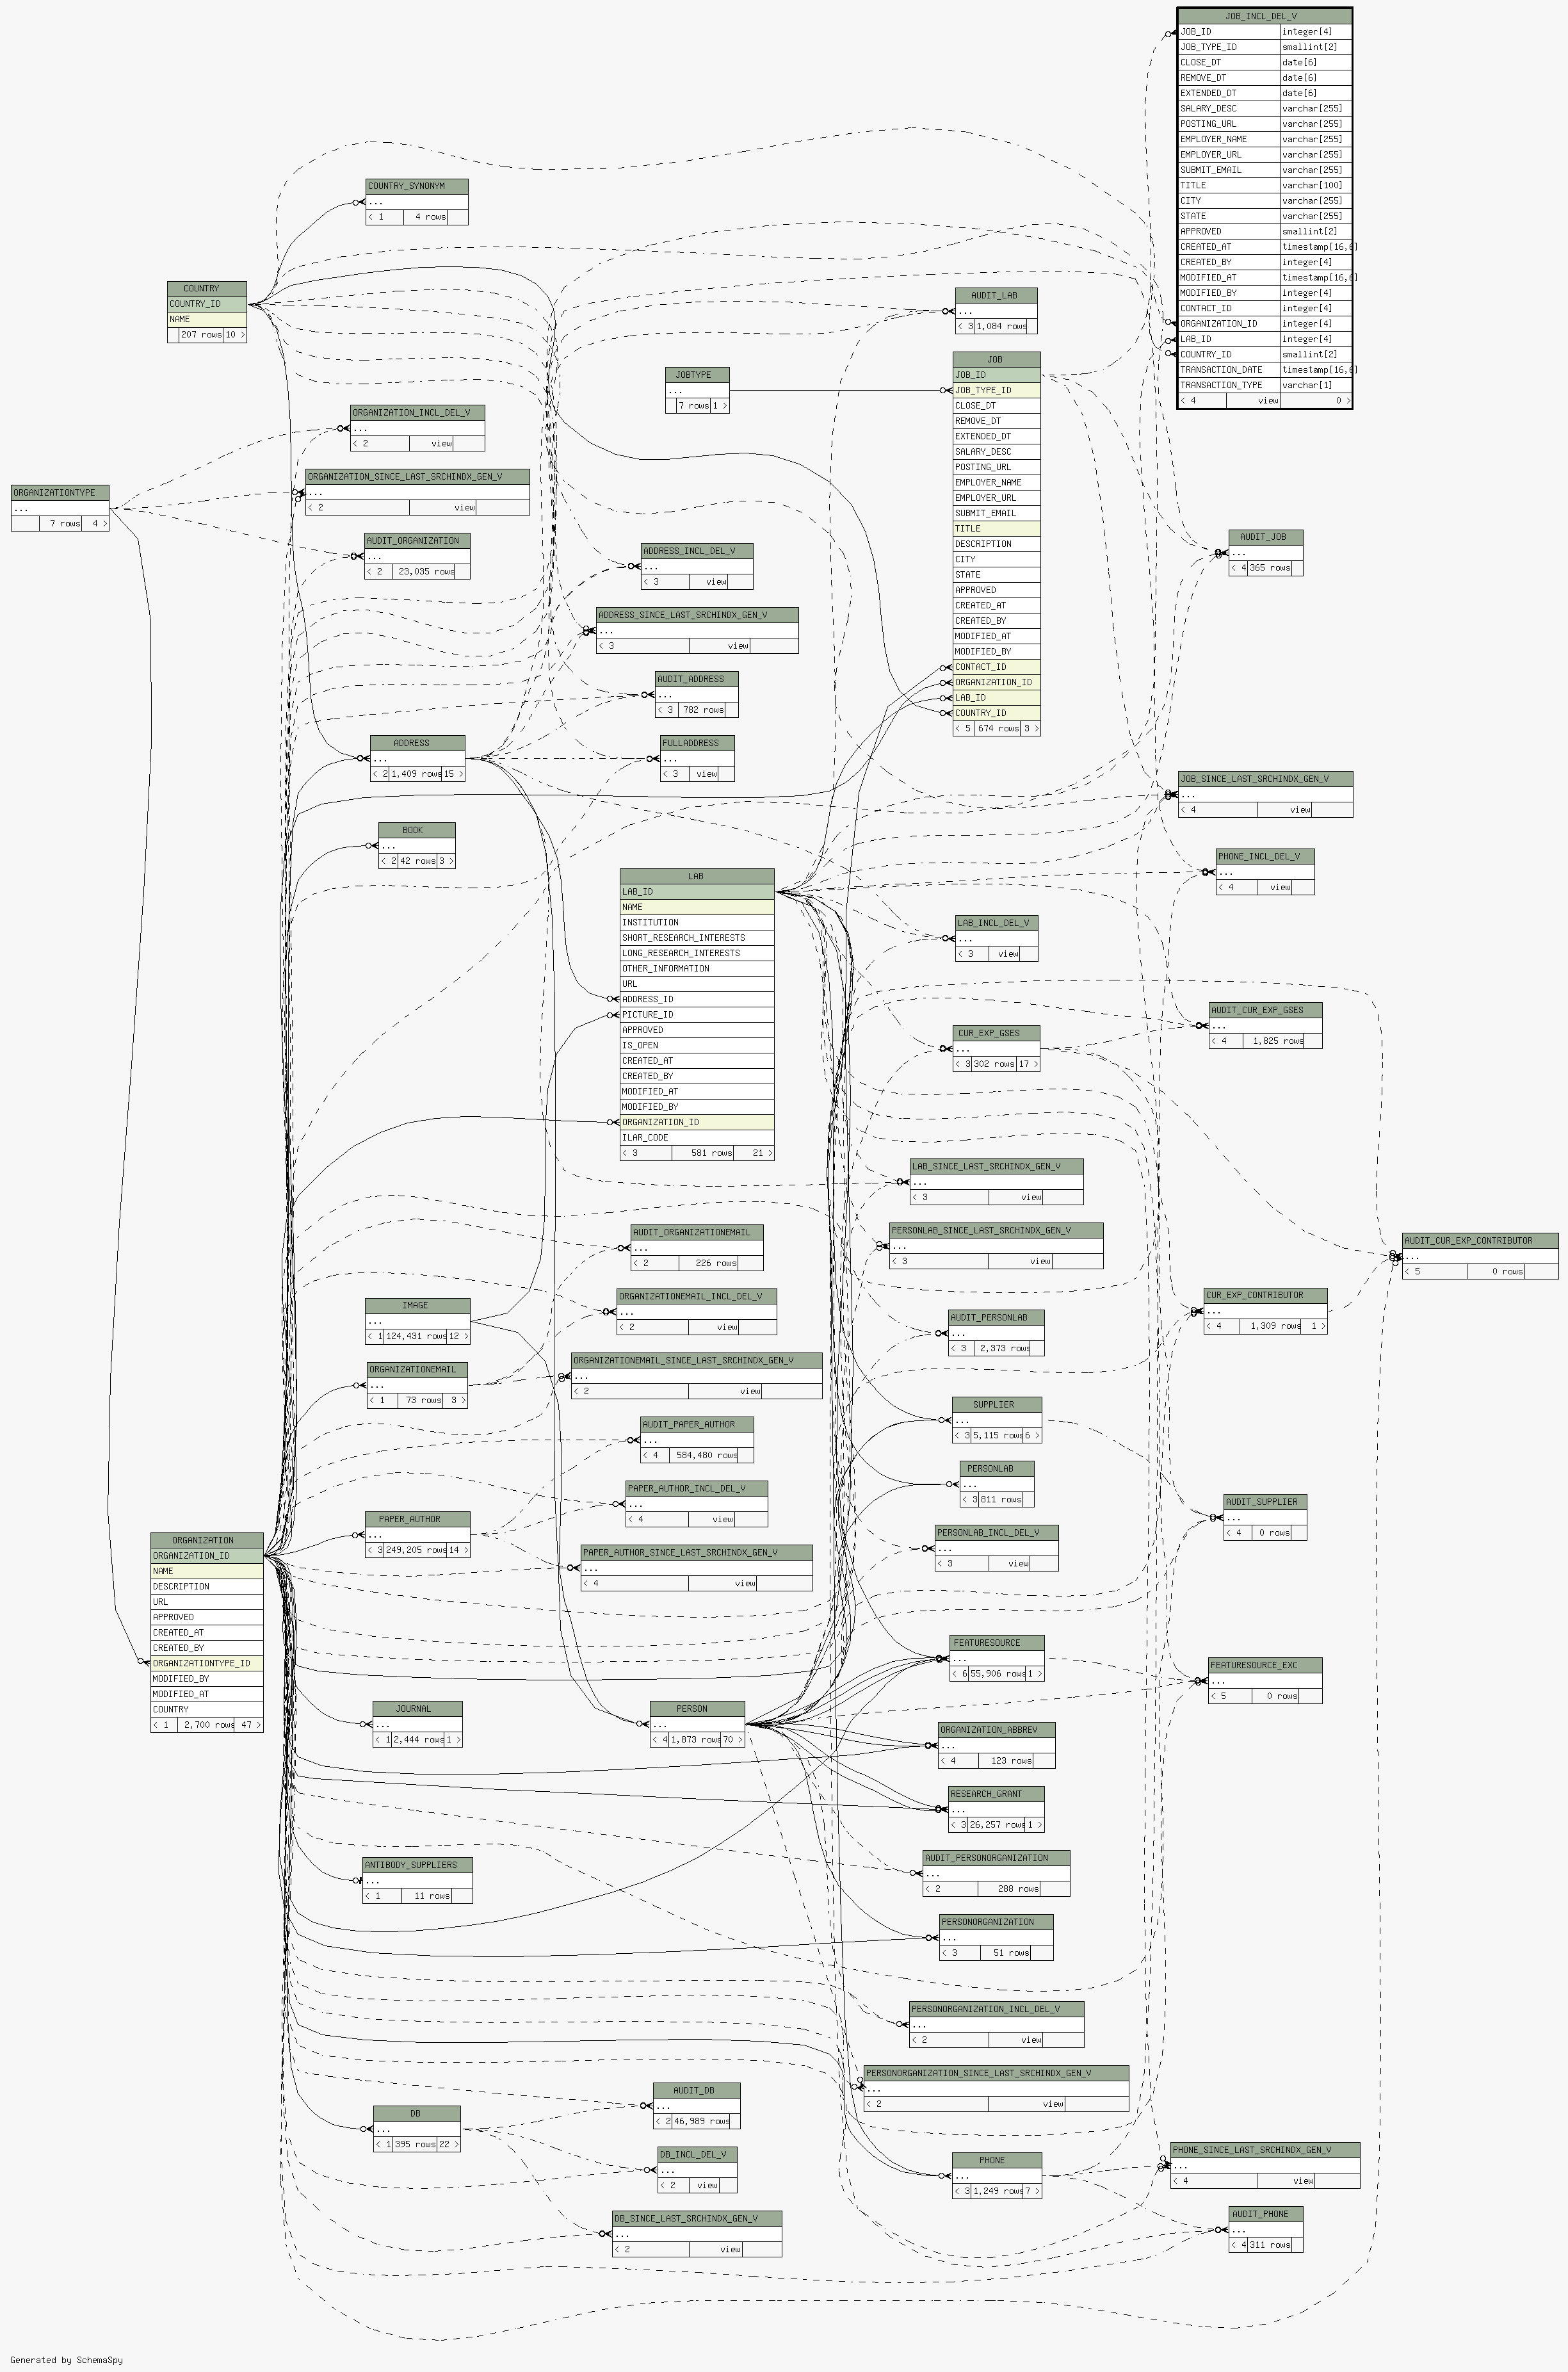 JOB_INCL_DEL_V
JOB_ID integer[4]
JOB_TYPE_ID smallint[2]
CLOSE_DT date[6]
REMOVE_DT date[6]
EXTENDED_DT date[6]
SALARY_DESC varchar[255]
POSTING_URL varchar[255]
EMPLOYER_NAME varchar[255]
EMPLOYER_URL varchar[255]
SUBMIT_EMAIL varchar[255]
TITLE varchar[100]
CITY varchar[255]
STATE varchar[255]
APPROVED smallint[2]
CREATED_AT timestamp[16,6]
CREATED_BY integer[4]
MODIFIED_AT timestamp[16,6]
MODIFIED_BY integer[4]
CONTACT_ID integer[4]
ORGANIZATION_ID integer[4]
LAB_ID integer[4]
COUNTRY_ID smallint[2]
TRANSACTION_DATE timestamp[16,6]
TRANSACTION_TYPE varchar[1]
< 4 view 0 >
COUNTRY_SYNONYM
...
< 1 4 rows
COUNTRY
COUNTRY_ID
NAME
207 rows 10 >
AUDIT_LAB
...
< 3 1,084 rows
JOBTYPE
...
7 rows 1 >
JOB
JOB_ID
JOB_TYPE_ID
CLOSE_DT
REMOVE_DT
EXTENDED_DT
SALARY_DESC
POSTING_URL
EMPLOYER_NAME
EMPLOYER_URL
SUBMIT_EMAIL
TITLE
DESCRIPTION
CITY
STATE
APPROVED
CREATED_AT
CREATED_BY
MODIFIED_AT
MODIFIED_BY
CONTACT_ID
ORGANIZATION_ID
LAB_ID
COUNTRY_ID
< 5 674 rows 3 >
ORGANIZATION_INCL_DEL_V
...
< 2 view
ORGANIZATIONTYPE
...
7 rows 4 >
ORGANIZATION_SINCE_LAST_SRCHINDX_GEN_V
...
< 2 view
AUDIT_ORGANIZATION
...
< 2 23,035 rows
ADDRESS_INCL_DEL_V
...
< 3 view
AUDIT_JOB
...
< 4 365 rows
ADDRESS_SINCE_LAST_SRCHINDX_GEN_V
...
< 3 view
AUDIT_ADDRESS
...
< 3 782 rows
ADDRESS
...
< 2 1,409 rows 15 >
FULLADDRESS
...
< 3 view
JOB_SINCE_LAST_SRCHINDX_GEN_V
...
< 4 view
BOOK
...
< 2 42 rows 3 >
PHONE_INCL_DEL_V
...
< 4 view
LAB
LAB_ID
NAME
INSTITUTION
SHORT_RESEARCH_INTERESTS
LONG_RESEARCH_INTERESTS
OTHER_INFORMATION
URL
ADDRESS_ID
PICTURE_ID
APPROVED
IS_OPEN
CREATED_AT
CREATED_BY
MODIFIED_AT
MODIFIED_BY
ORGANIZATION_ID
ILAR_CODE
< 3 581 rows 21 >
LAB_INCL_DEL_V
...
< 3 view
AUDIT_CUR_EXP_GSES
...
< 4 1,825 rows
CUR_EXP_GSES
...
< 3 302 rows 17 >
LAB_SINCE_LAST_SRCHINDX_GEN_V
...
< 3 view
PERSONLAB_SINCE_LAST_SRCHINDX_GEN_V
...
< 3 view
AUDIT_ORGANIZATIONEMAIL
...
< 2 226 rows
AUDIT_CUR_EXP_CONTRIBUTOR
...
< 5 0 rows
IMAGE
...
< 1 124,431 rows 12 >
ORGANIZATIONEMAIL_INCL_DEL_V
...
< 2 view
CUR_EXP_CONTRIBUTOR
...
< 4 1,309 rows 1 >
AUDIT_PERSONLAB
...
< 3 2,373 rows
ORGANIZATIONEMAIL
...
< 1 73 rows 3 >
ORGANIZATIONEMAIL_SINCE_LAST_SRCHINDX_GEN_V
...
< 2 view
SUPPLIER
...
< 3 5,115 rows 6 >
AUDIT_PAPER_AUTHOR
...
< 4 584,480 rows
PERSONLAB
...
< 3 811 rows
PAPER_AUTHOR_INCL_DEL_V
...
< 4 view
AUDIT_SUPPLIER
...
< 4 0 rows
PAPER_AUTHOR
...
< 3 249,205 rows 14 >
PERSONLAB_INCL_DEL_V
...
< 3 view
PAPER_AUTHOR_SINCE_LAST_SRCHINDX_GEN_V
...
< 4 view
ORGANIZATION
ORGANIZATION_ID
NAME
DESCRIPTION
URL
APPROVED
CREATED_AT
CREATED_BY
ORGANIZATIONTYPE_ID
MODIFIED_BY
MODIFIED_AT
COUNTRY
< 1 2,700 rows 47 >
FEATURESOURCE
...
< 6 55,906 rows 1 >
FEATURESOURCE_EXC
...
< 5 0 rows
JOURNAL
...
< 1 2,444 rows 1 >
PERSON
...
< 4 1,873 rows 70 >
ORGANIZATION_ABBREV
...
< 4 123 rows
RESEARCH_GRANT
...
< 3 26,257 rows 1 >
ANTIBODY_SUPPLIERS
...
< 1 11 rows
AUDIT_PERSONORGANIZATION
...
< 2 288 rows
PERSONORGANIZATION
...
< 3 51 rows
PERSONORGANIZATION_INCL_DEL_V
...
< 2 view
PERSONORGANIZATION_SINCE_LAST_SRCHINDX_GEN_V
...
< 2 view
AUDIT_DB
...
< 2 46,989 rows
DB
...
< 1 395 rows 22 >
DB_INCL_DEL_V
...
< 2 view
PHONE_SINCE_LAST_SRCHINDX_GEN_V
...
< 4 view
PHONE
...
< 3 1,249 rows 7 >
DB_SINCE_LAST_SRCHINDX_GEN_V
...
< 2 view
AUDIT_PHONE
...
< 4 311 rows
Generated by SchemaSpy